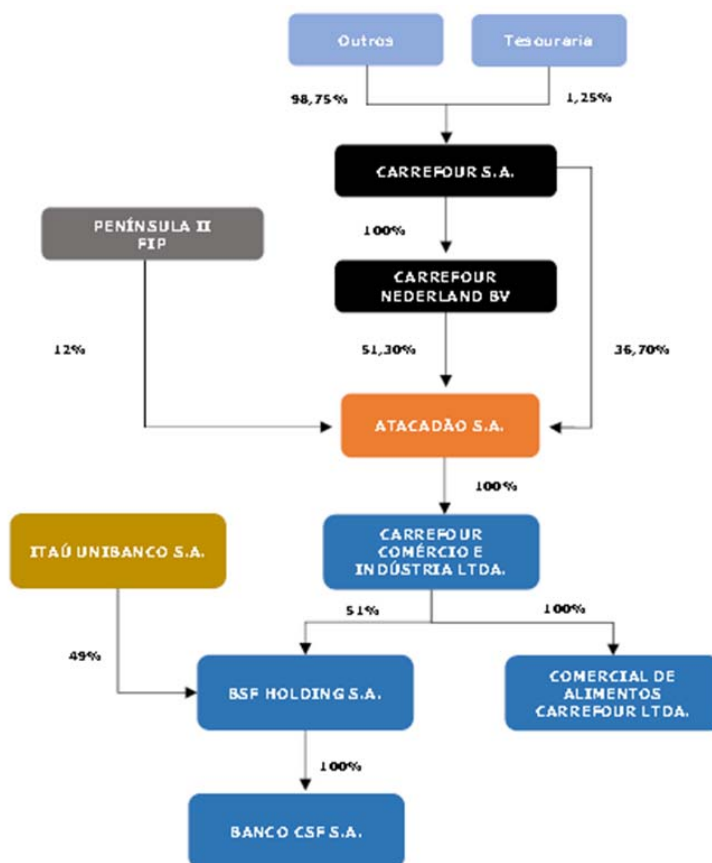 Outros
Tesouraria
98,75%
1,25%
CARREFOUR S.A.
PENÍNSULA II
FIP
100%
CARREFOUR
NEDERLAND BV
12%
51,30%
36,70%
ATACADÃO S.A.
100%
ITAÚ UNIBANCO S.A.
CARREFOUR
COMÉRCIO E
INDÚSTRIA LTDA.
51%
100%
49%
BSF HOLDING S.A.
COMERCIAL DE
ALIMENTOS
CARREFOUR LTDA.
100%
BANCO CSF S.A.